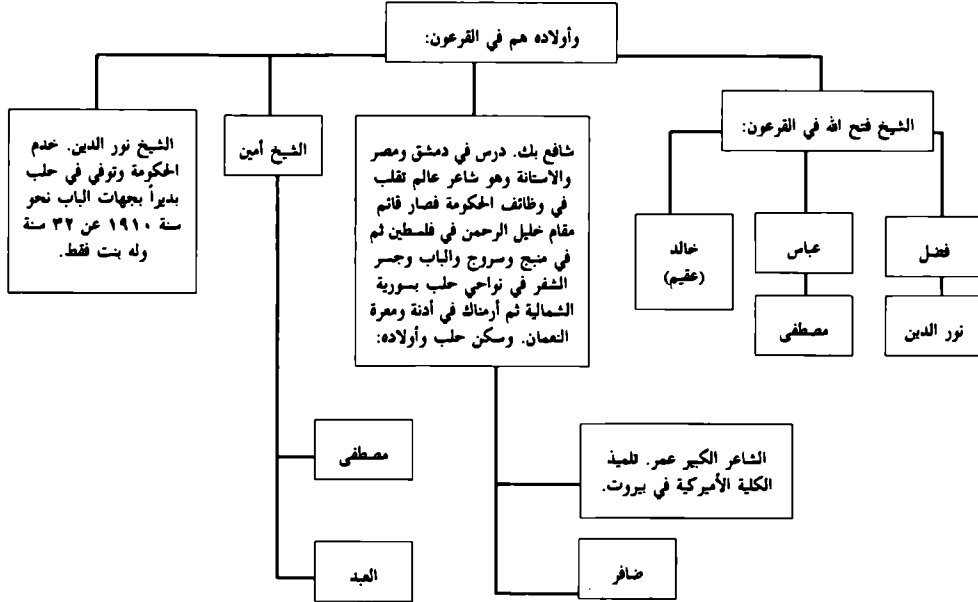 وأولاده هم في القرعون:
الشيخ فتح الله في القرعون:
فضل
نور الدين
عباس
مصطفى
خالد
(عقيم)
شافع بك. درس في دمشق ومصر
والاستانة وهو شاعر عالم تقلب
في وظائف الحكومة فصار قائم
مقام خليل الرحمن في فلسطين ثم
في منبج وسروج والباب وجسر
الشغر في نواحي حلب بسورية
الشمالية ثم أرمناك في أدنة ومعرة
النعمان. وسكن حلب وأولاده:
الشاعر الكبير عمر. تلميذ
الكلية الأميركية في بيروت.
ضافر
الشيخ أمين
مصطفى
العبد
الشيخ نور الدين. خدم
الحكومة وتوفي في حلب
بديراً بجهات الباب نحو
سنة ١٩١٠ عن ٣٢ سنة
وله بنت فقط.